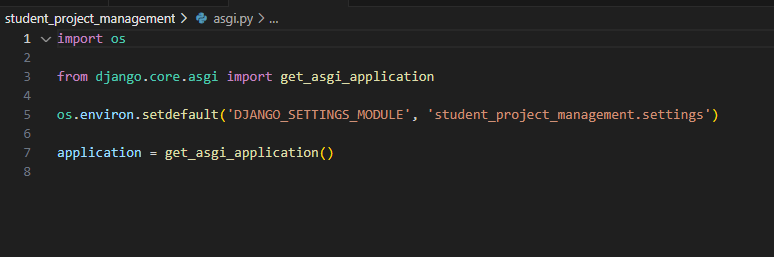 student_project_management > asgi.py > ...
1 import os
2
3 from django.core.asgi import get_asgi_application
4
5 os.environ.setdefault('DJANGO_SETTINGS_MODULE', 'student_project_management.settings')
6
7 application = get_asgi_application()
8